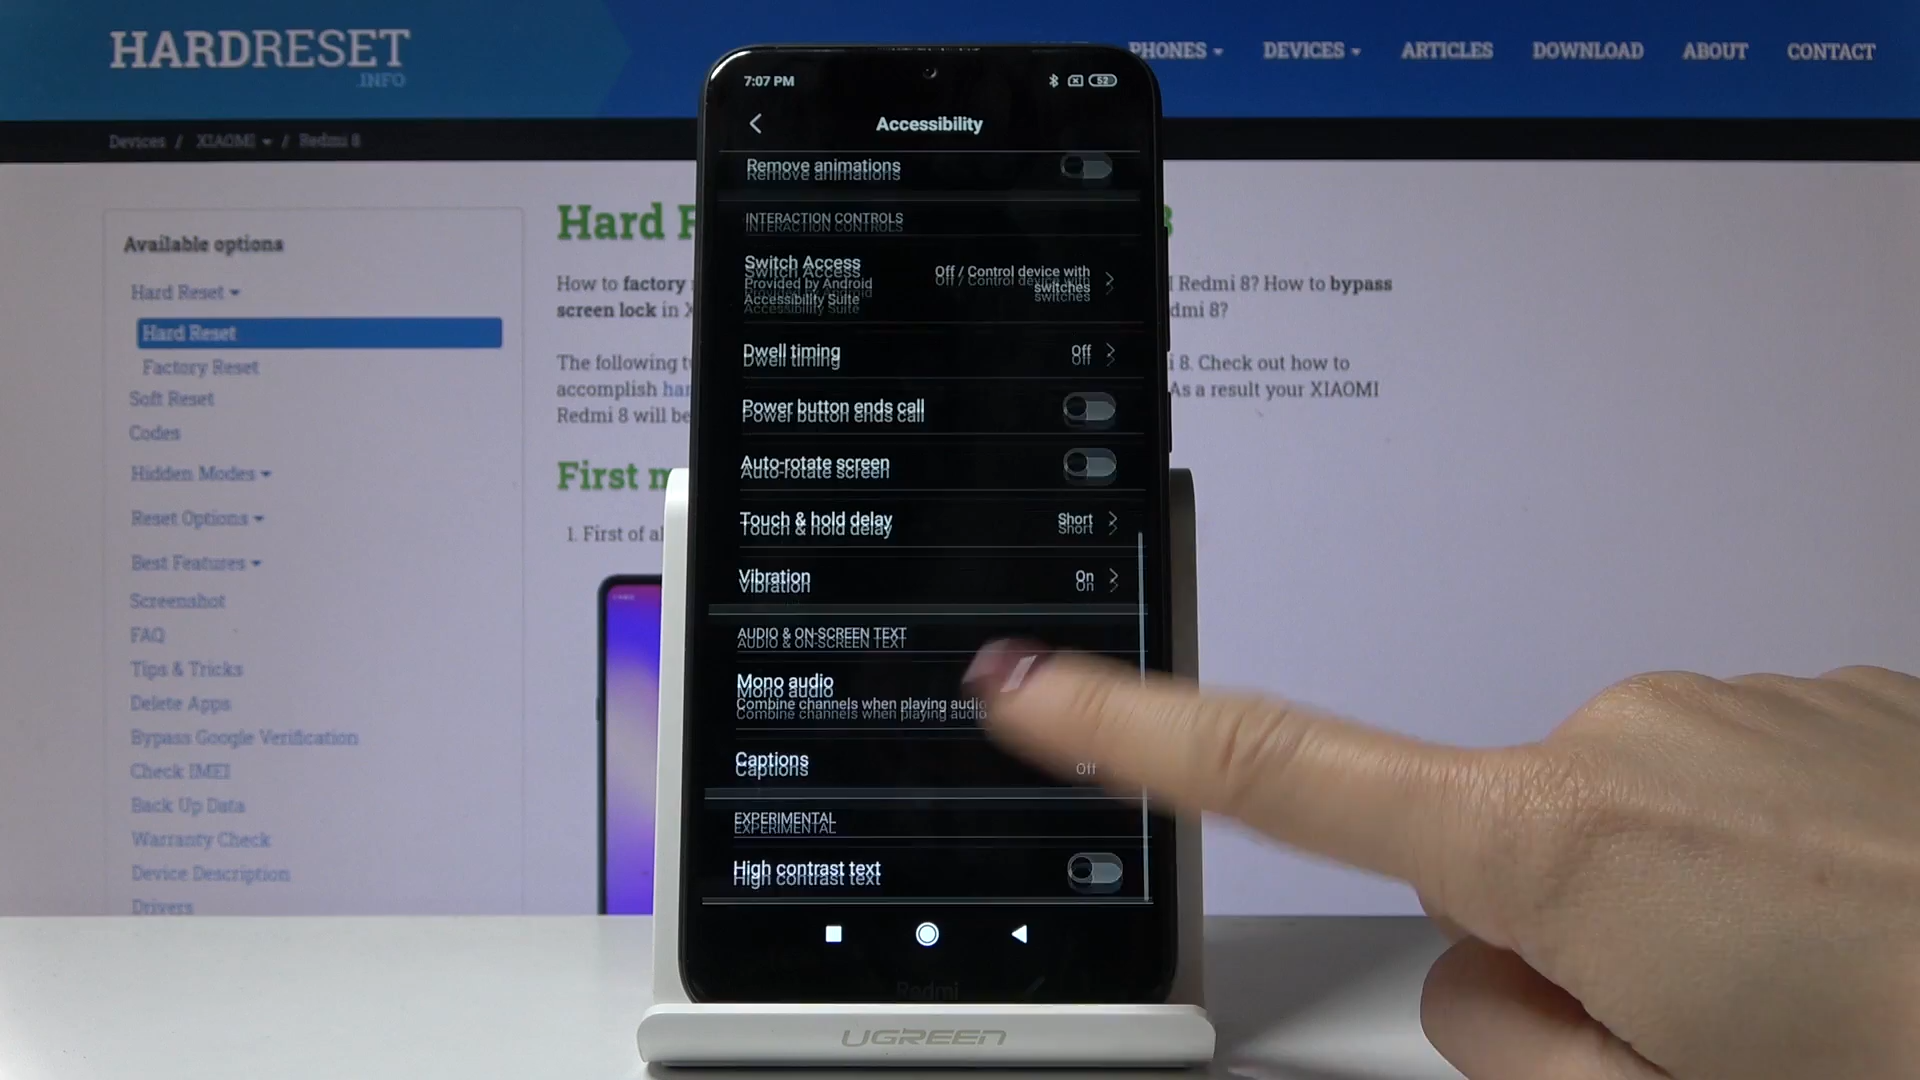 HARDRESET
.INFO
PHONES
DEVICES
ARTICLES
DOWNLOAD
ABOUT
CONTACT
Devices / XIAOMI / Redmi 8
Available options
Hard Reset
Hard Reset
Factory Reset
Soft Reset
Codes
Hidden Modes
Reset Options
Best Features
Screenshot
FAQ
Tips & Tricks
Delete Apps
Bypass Google Verification
Check IMEI
Back Up Data
Warranty Check
Device Description
Drivers
Hard
How to factory
Redmi 8? How to bypass
screen lock in
dmi 8?
The following
8. Check out how to
accomplish
As a result your XIAOMI
Redmi 8 will be
First
1. First of al
7:07 PM
52
Accessibility
Remove animations
INTERACTION CONTROLS
Switch Access
Provided by Android
Accessibility Suite
Off / Control device with
switches
Dwell timing
Off
Power button ends call
Auto-rotate screen
Touch & hold delay
Short
Vibration
On
AUDIO & ON-SCREEN TEXT
Mono audio
Combine channels when playing audio
Captions
Off
EXPERIMENTAL
High contrast text
Redmi
UGREEN